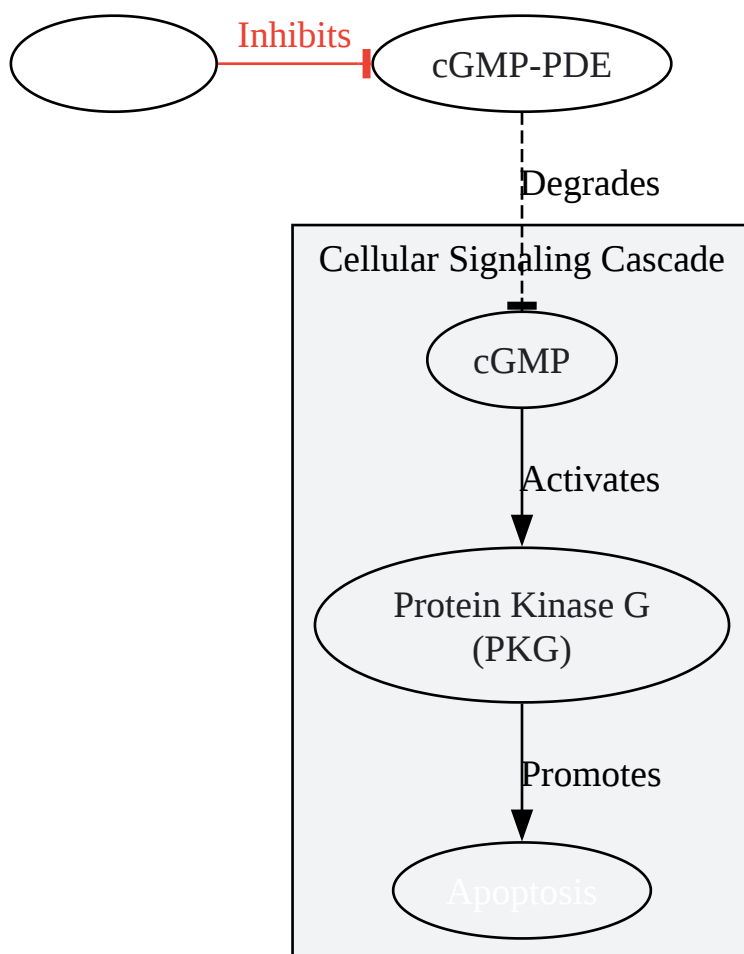 Inhibits
cGMP-PDE
Degrades
Cellular Signaling Cascade
cGMP
Activates
Protein Kinase G
(PKG)
Promotes
Apoptosis